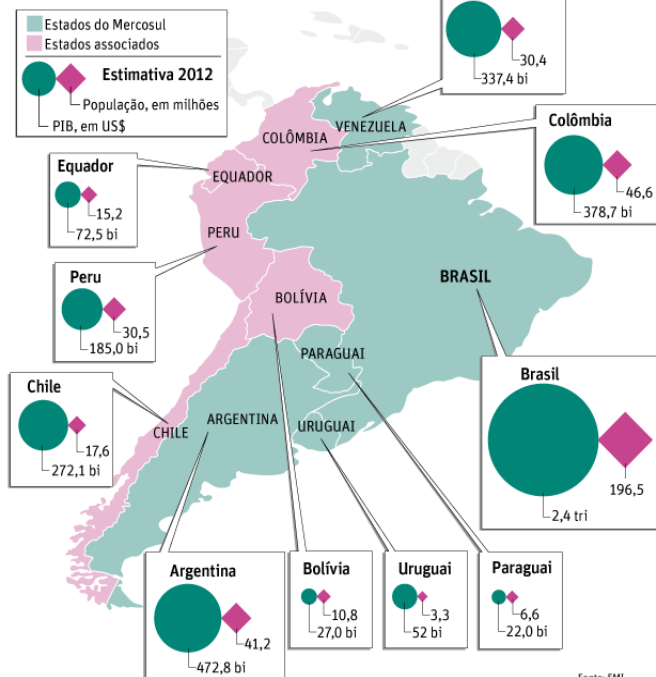 Estados do Mercosul
Estados associados
Estimativa 2012
População, em milhões
PIB, em US$
30,4
337,4 bi
VENEZUELA
COLÔMBIA
Colômbia
46,6
378,7 bi
Equador
15,2
72,5 bi
EQUADOR
PERU
Peru
30,5
185,0 bi
BOLÍVIA
BRASIL
PARAGUAI
Brasil
196,5
2,4 tri
Chile
17,6
272,1 bi
CHILE
ARGENTINA
URUGUAI
Argentina
41,2
472,8 bi
Bolívia
10,8
27,0 bi
Uruguai
3,3
52 bi
Paraguai
6,6
22,0 bi
Fonte: FMI